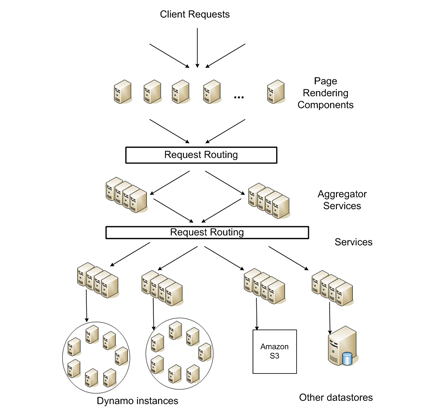 Client Requests
Page
Rendering
Components
...
Request Routing
Aggregator
Services
Request Routing
Services
Amazon
S3
Dynamo instances
Other datastores